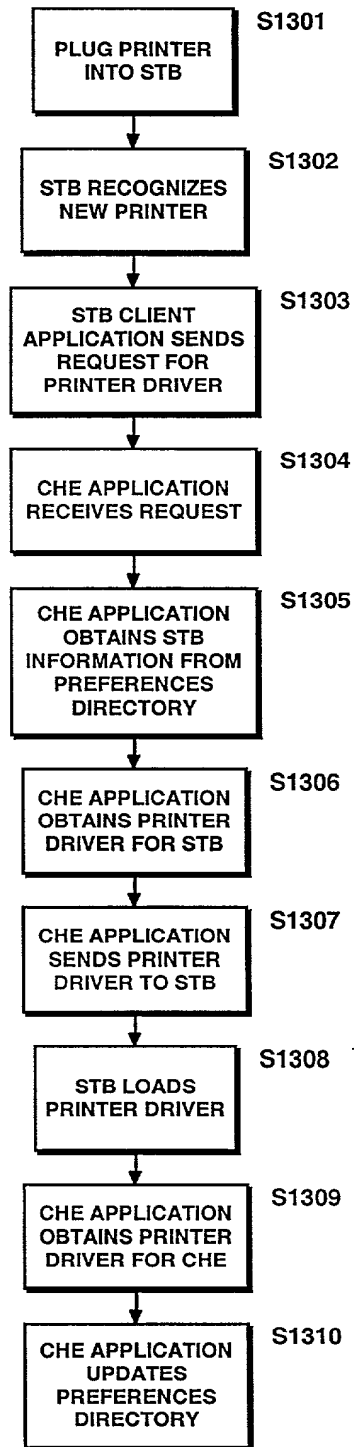 S1301
PLUG PRINTER
INTO STB
S1302
STB RECOGNIZES
NEW PRINTER
S1303
STB CLIENT
APPLICATION SENDS
REQUEST FOR
PRINTER DRIVER
S1304
CHE APPLICATION
RECEIVES REQUEST
S1305
CHE APPLICATION
OBTAINS STB
INFORMATION FROM
PREFERENCES
DIRECTORY
S1306
CHE APPLICATION
OBTAINS PRINTER
DRIVER FOR STB
S1307
CHE APPLICATION
SENDS PRINTER
DRIVER TO STB
S1308
STB LOADS
PRINTER DRIVER
S1309
CHE APPLICATION
OBTAINS PRINTER
DRIVER FOR CHE
S1310
CHE APPLICATION
UPDATES
PREFERENCES
DIRECTORY